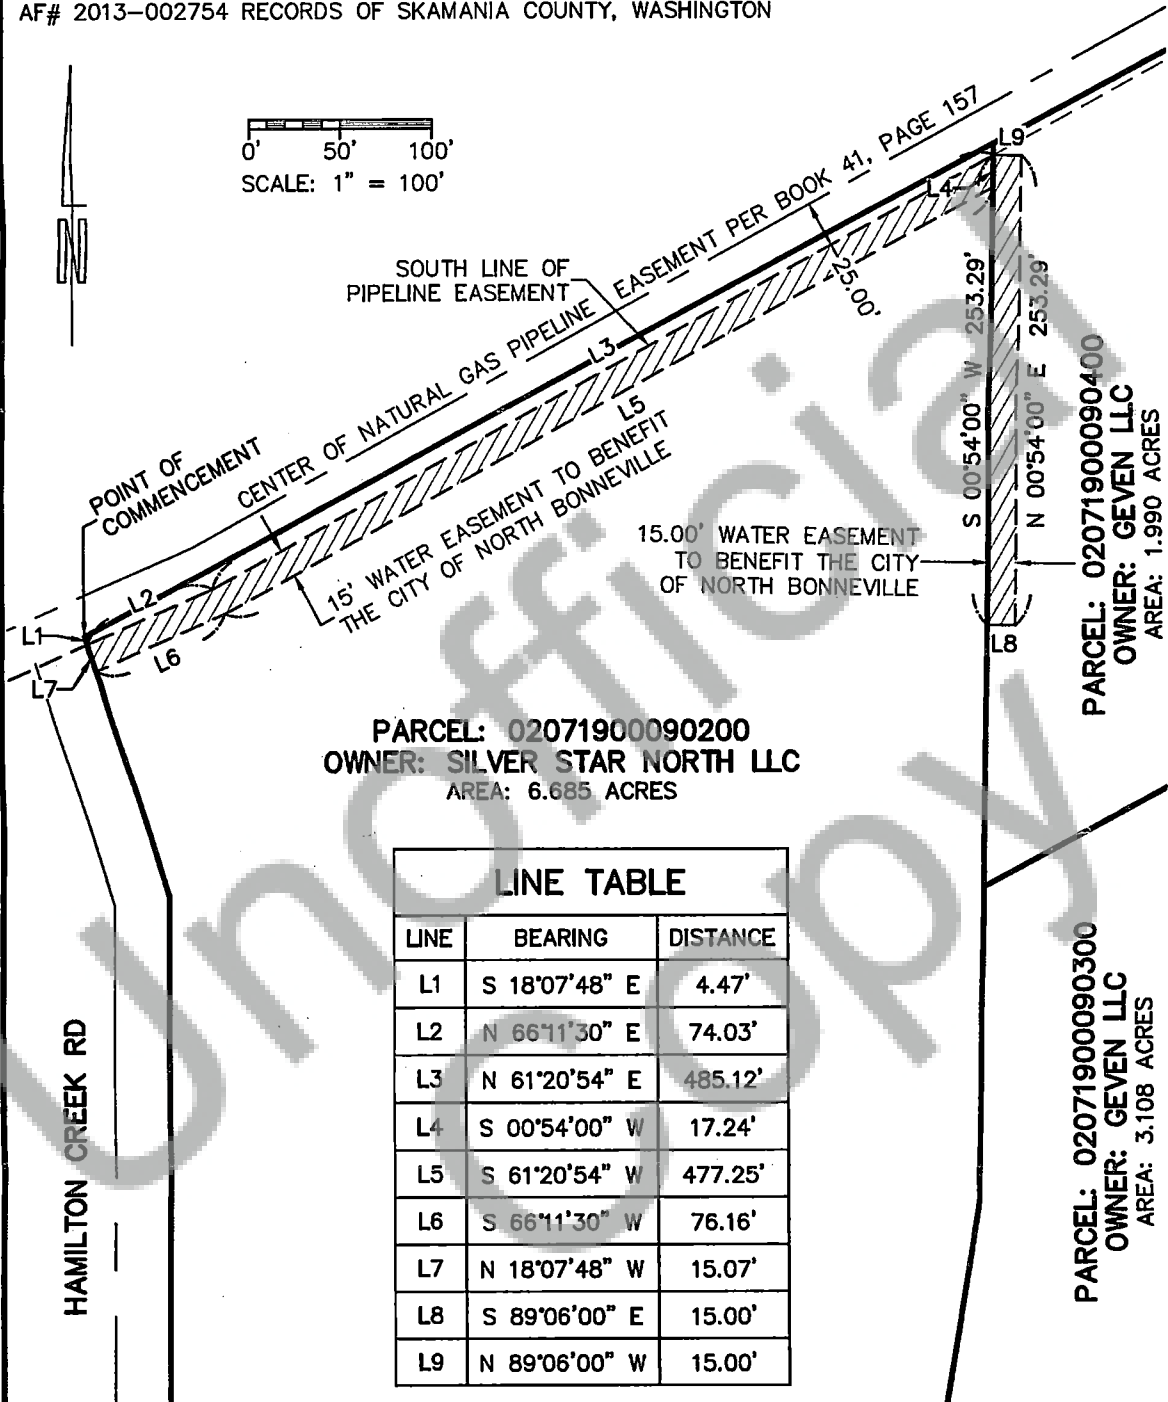 AF# 2013-002754 RECORDS OF SKAMANIA COUNTY, WASHINGTON
N
0' 50' 100'
SCALE: 1" = 100'
SOUTH LINE OF
PIPELINE EASEMENT
CENTER OF NATURAL GAS PIPELINE EASEMENT PER BOOK 41, PAGE 157
25.00'
L9
L4
L3
L5
POINT OF
COMMENCEMENT
15' WATER EASEMENT TO BENEFIT
THE CITY OF NORTH BONNEVILLE
L2
L1
L6
L7
15.00' WATER EASEMENT
TO BENEFIT THE CITY
OF NORTH BONNEVILLE
S 00°54'00" W 253.29'
N 00°54'00" E 253.29'
L8
PARCEL: 02071900090400
OWNER: GEVEN LLC
AREA: 1.990 ACRES
PARCEL: 02071900090200
OWNER: SILVER STAR NORTH LLC
AREA: 6.685 ACRES
LINE TABLE
LINE BEARING DISTANCE
L1 S 18°07'48" E 4.47'
L2 N 66°11'30" E 74.03'
L3 N 61°20'54" E 485.12'
L4 S 00°54'00" W 17.24'
L5 S 61°20'54" W 477.25'
L6 S 66°11'30" W 76.16'
L7 N 18°07'48" W 15.07'
L8 S 89°06'00" E 15.00'
L9 N 89°06'00" W 15.00'
HAMILTON CREEK RD
PARCEL: 02071900090300
OWNER: GEVEN LLC
AREA: 3.108 ACRES
Unofficial
Copy